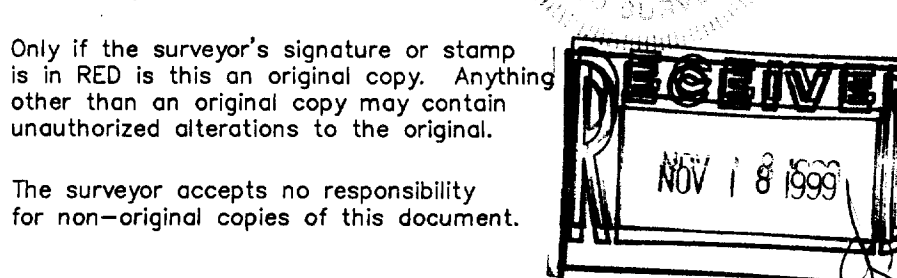 Only if the surveyor's signature or stamp
is in RED is this an original copy. Anything
other than an original copy may contain
unauthorized alterations to the original.
The surveyor accepts no responsibility
for non-original copies of this document.
RECEIVE
NOV 18 1999